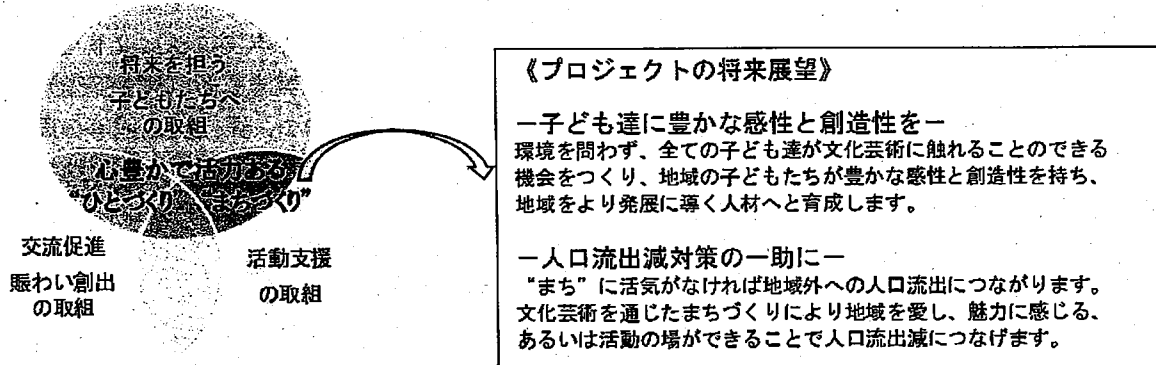 将来を担う
子どもたちへ
の取組
心豊かで活力ある
“ひとづくり、まちづくり”
交流促進
賑わい創出
の取組
活動支援
の取組
《プロジェクトの将来展望》
ー子ども達に豊かな感性と創造性をー
環境を問わず、全ての子ども達が文化芸術に触れることのできる
機会をつくり、地域の子どもたちが豊かな感性と創造性を持ち、
地域をより発展に導く人材へと育成します。
ー人口流出減対策の一助にー
“まち”に活気がなければ地域外への人口流出につながります。
文化芸術を通じたまちづくりにより地域を愛し、魅力に感じる、
あるいは活動の場ができることで人口流出減につなげます。